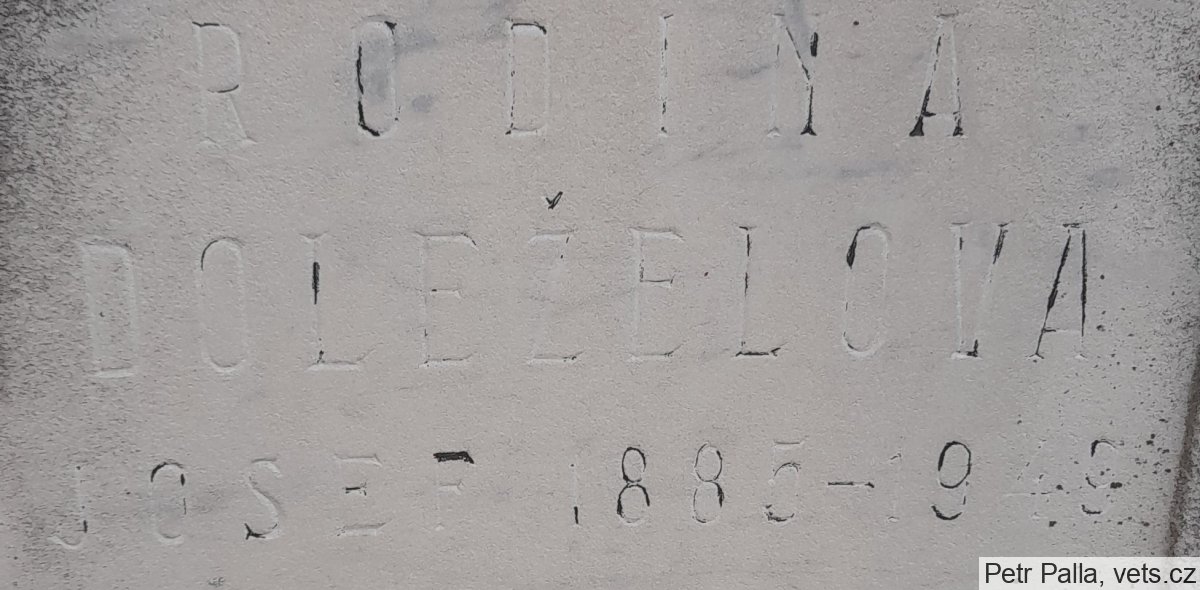 RODINA
DOLEŽELOVA
JOSEF 1885-1949
Petr Palla, vets.cz